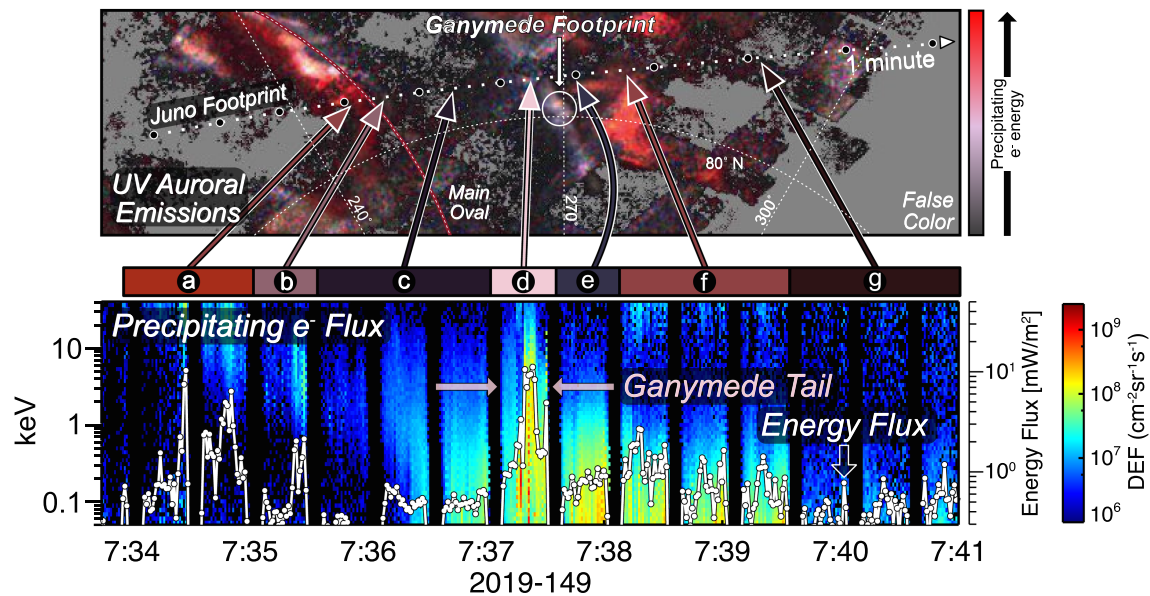 Ganymede Footprint
1 minute
Juno Footprint
UV Auroral
Emissions
Main
Oval
80° N
240°
270°
300°
False
Color
Precipitating
e- energy
a
b
c
d
e
f
g
Precipitating e- Flux
Ganymede Tail
Energy Flux
10
1
0.1
keV
10¹
10⁰
Energy Flux [mW/m²]
10⁹
10⁸
10⁷
10⁶
DEF (cm⁻²sr⁻¹s⁻¹)
7:34 7:35 7:36 7:37 7:38 7:39 7:40 7:41
2019-149